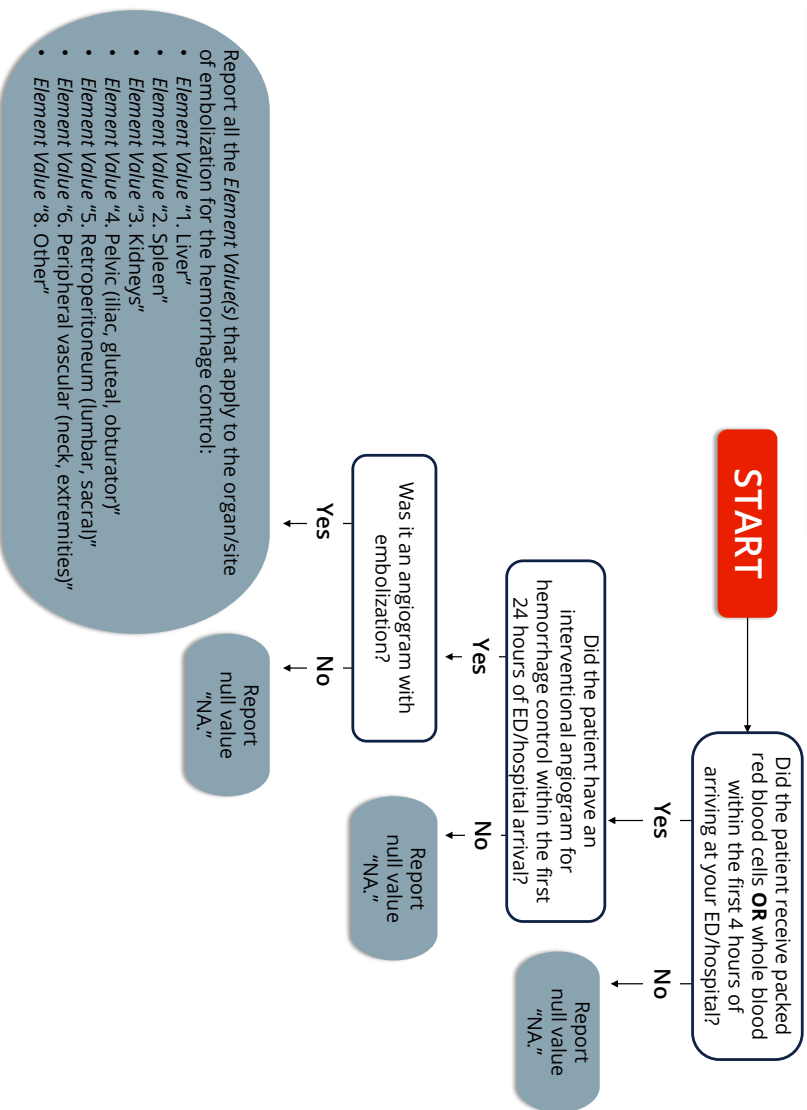 START
Did the patient receive packed
red blood cells OR whole blood
within the first 4 hours of
arriving at your ED/hospital?
Yes
No
Report
null value
“NA.”
Did the patient have an
interventional angiogram for
hemorrhage control within the first
24 hours of ED/hospital arrival?
Yes
No
Report
null value
“NA.”
Was it an angiogram with
embolization?
Yes
No
Report
null value
“NA.”
Report all the Element Value(s) that apply to the organ/site
of embolization for the hemorrhage control:
• Element Value “1. Liver”
• Element Value “2. Spleen”
• Element Value “3. Kidneys”
• Element Value “4. Pelvic (iliac, gluteal, obturator)”
• Element Value “5. Retroperitoneum (lumbar, sacral)”
• Element Value “6. Peripheral vascular (neck, extremities)”
• Element Value “8. Other”